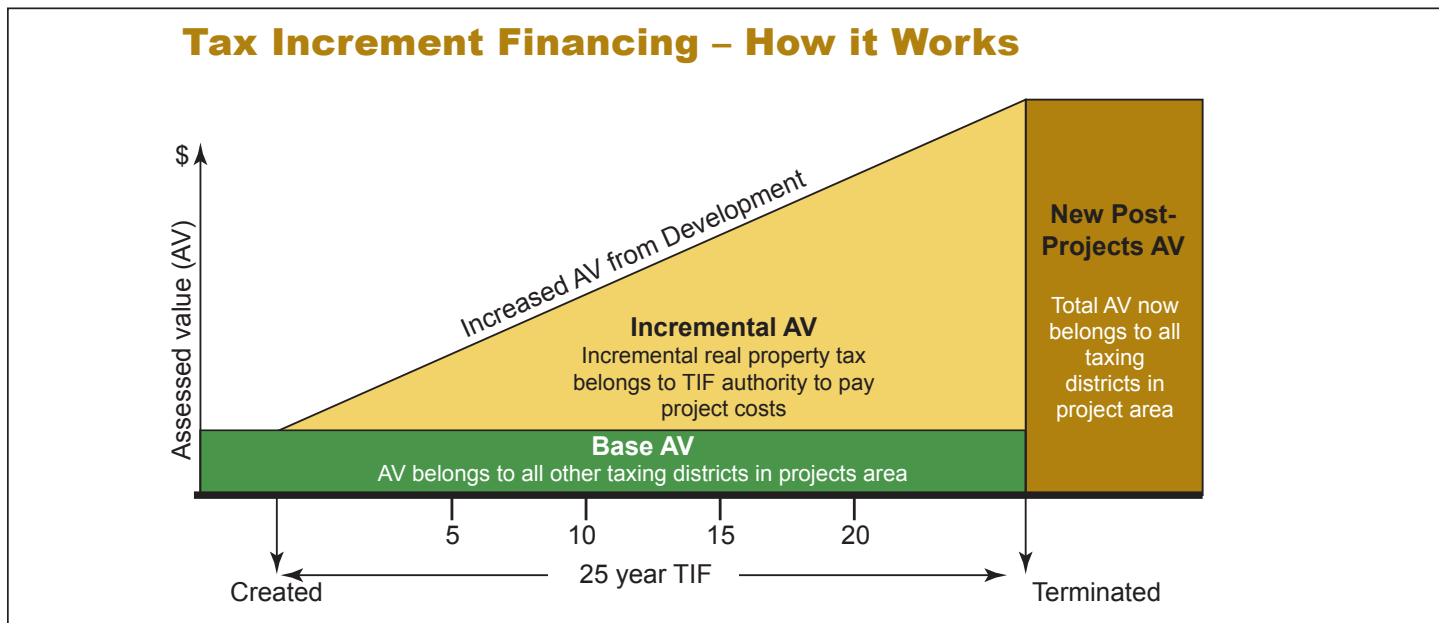 Tax Increment Financing – How it Works
$
Assessed value (AV)
Increased AV from Development
Incremental AV
Incremental real property tax
belongs to TIF authority to pay
project costs
New Post-
Projects AV
Total AV now
belongs to all
taxing
districts in
project area
Base AV
AV belongs to all other taxing districts in projects area
5
10
15
20
Created
25 year TIF
Terminated